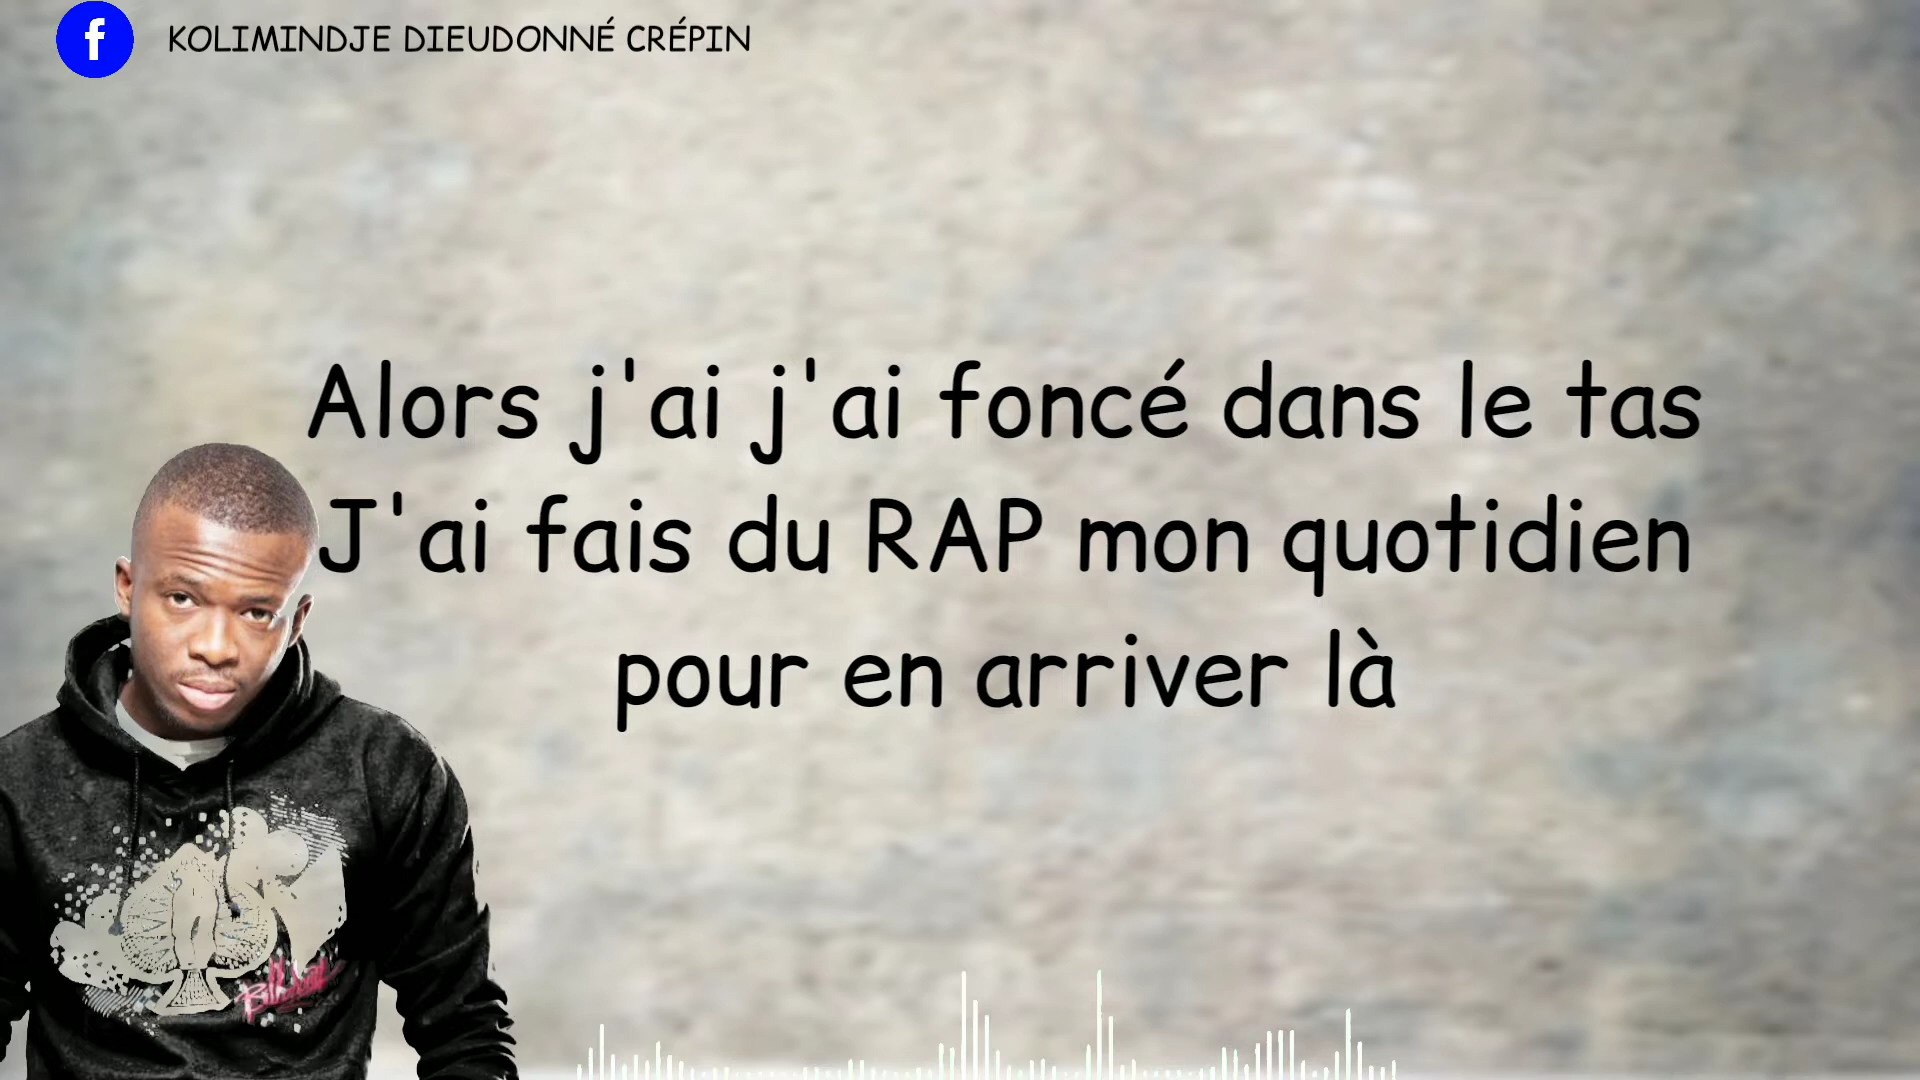 KOLIMINDJE DIEUDONNÉ CRÉPIN
Alors j'ai j'ai foncé dans le tas
J'ai fais du RAP mon quotidien
pour en arriver là